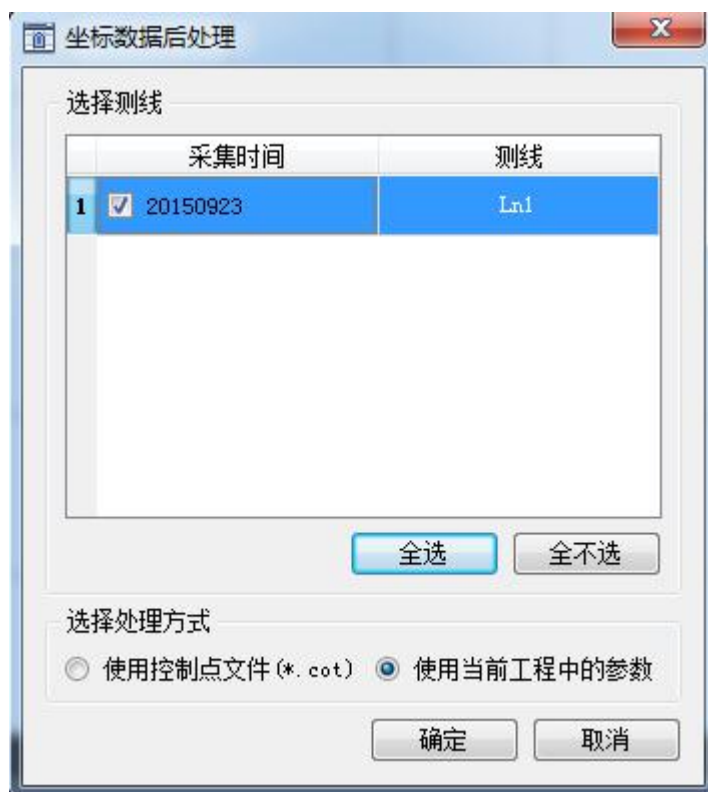 坐标数据后处理
选择测线
采集时间 测线
1 20150923 Ln1
全选 全不选
选择处理方式
使用控制点文件(*.cot) 使用当前工程中的参数
确定 取消